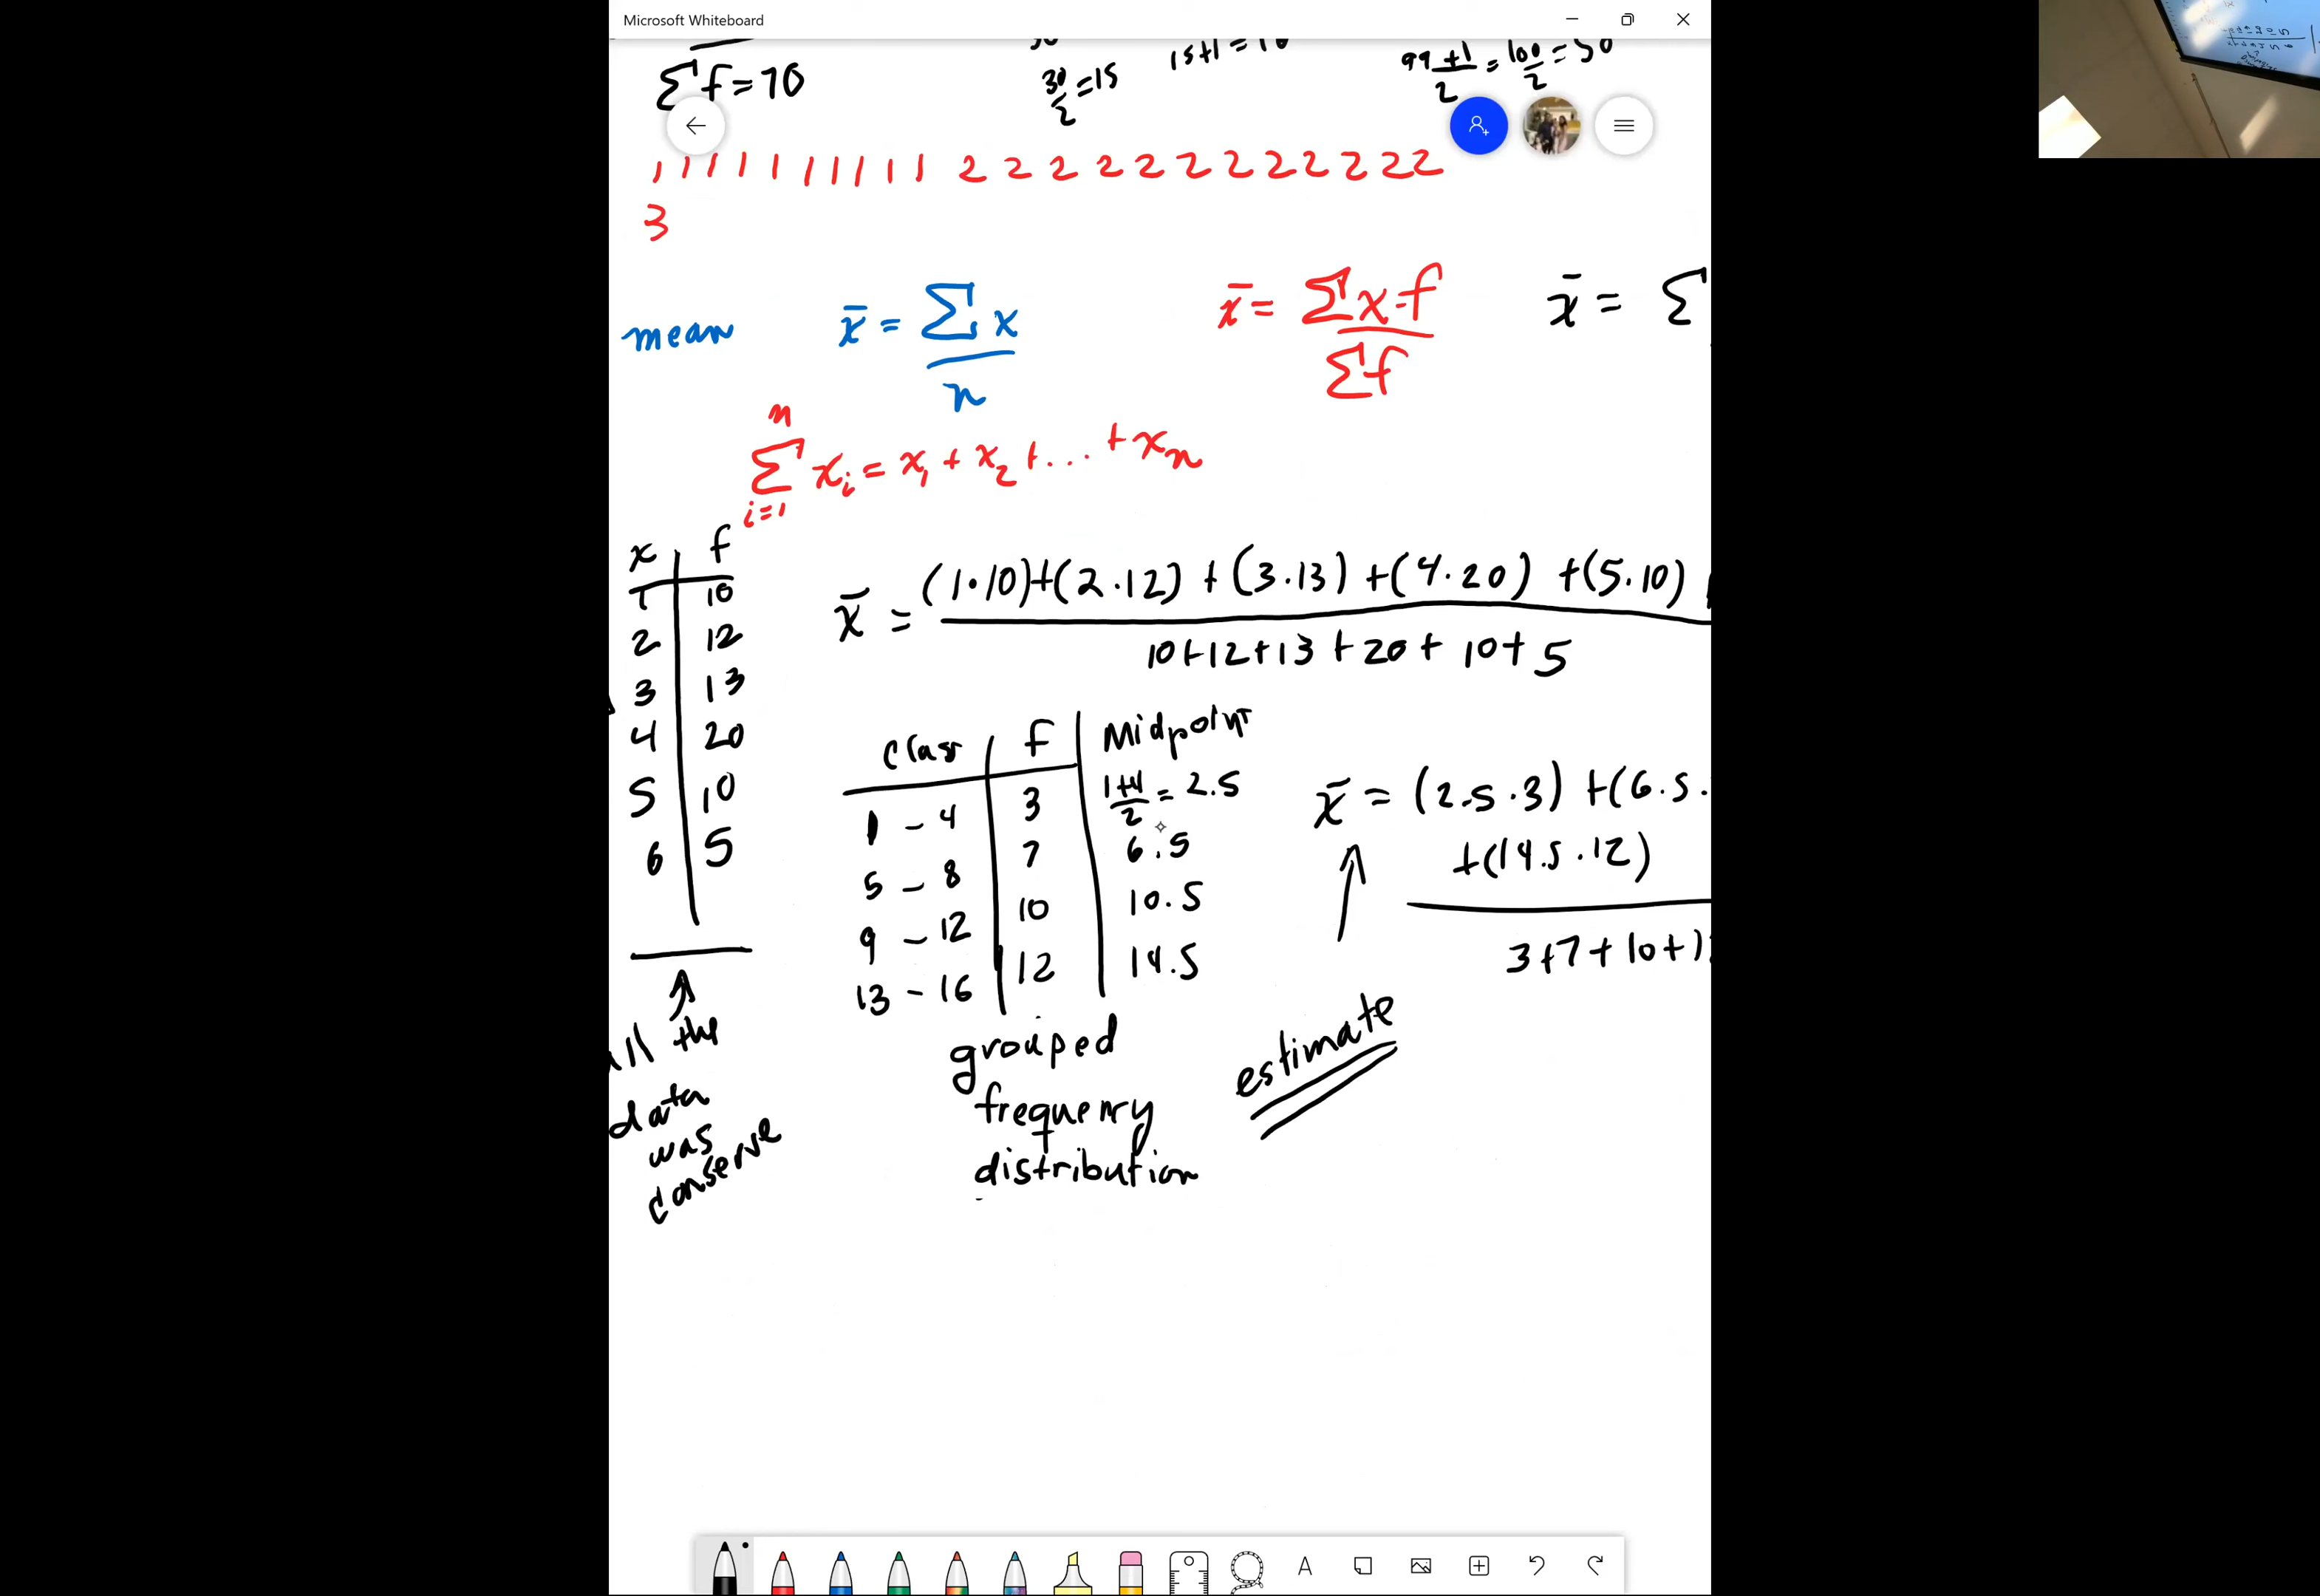 Microsoft Whiteboard
Σf=70
30/2=15
15+1=16
99+1/2=100/2=50
1 1 1 1 1 1 1 1 1 1 2 2 2 2 2 2 2 2 2 2 2 2
3
mean
x̄ = Σx/n
x̄ = Σx·f/Σf
x̄ = Σ
n
Σ xᵢ = x₁ + x₂ + ... + xₙ
i=1
x f
1 10
2 12
3 13
4 20
5 10
6 5
x̄ = (1·10)+(2·12)+(3·13)+(4·20)+(5·10)
10+12+13+20+10+5
class f Midpoint
1 - 4 3 1+4/2 = 2.5
5 - 8 7 6.5
9 - 12 10 10.5
13 - 16 12 14.5
x̄ = (2.5·3)+(6.5·
+(14.5·12)
3+7+10+1
all the
data
was
conserve
grouped
frequency
distribution
estimate
A